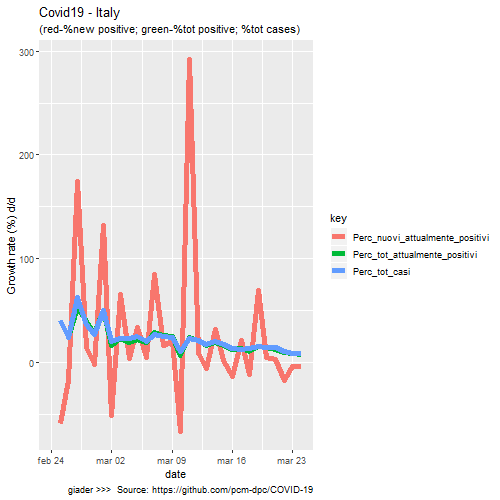 Covid19 - Italy
(red-%new positive; green-%tot positive; %tot cases)
300
200
100
0
Growth rate (%) d/d
feb 24
mar 02
mar 09
mar 16
mar 23
date
key
Perc_nuovi_attualmente_positivi
Perc_tot_attualmente_positivi
Perc_tot_casi
giader >>> Source: https://github.com/pcm-dpc/COVID-19